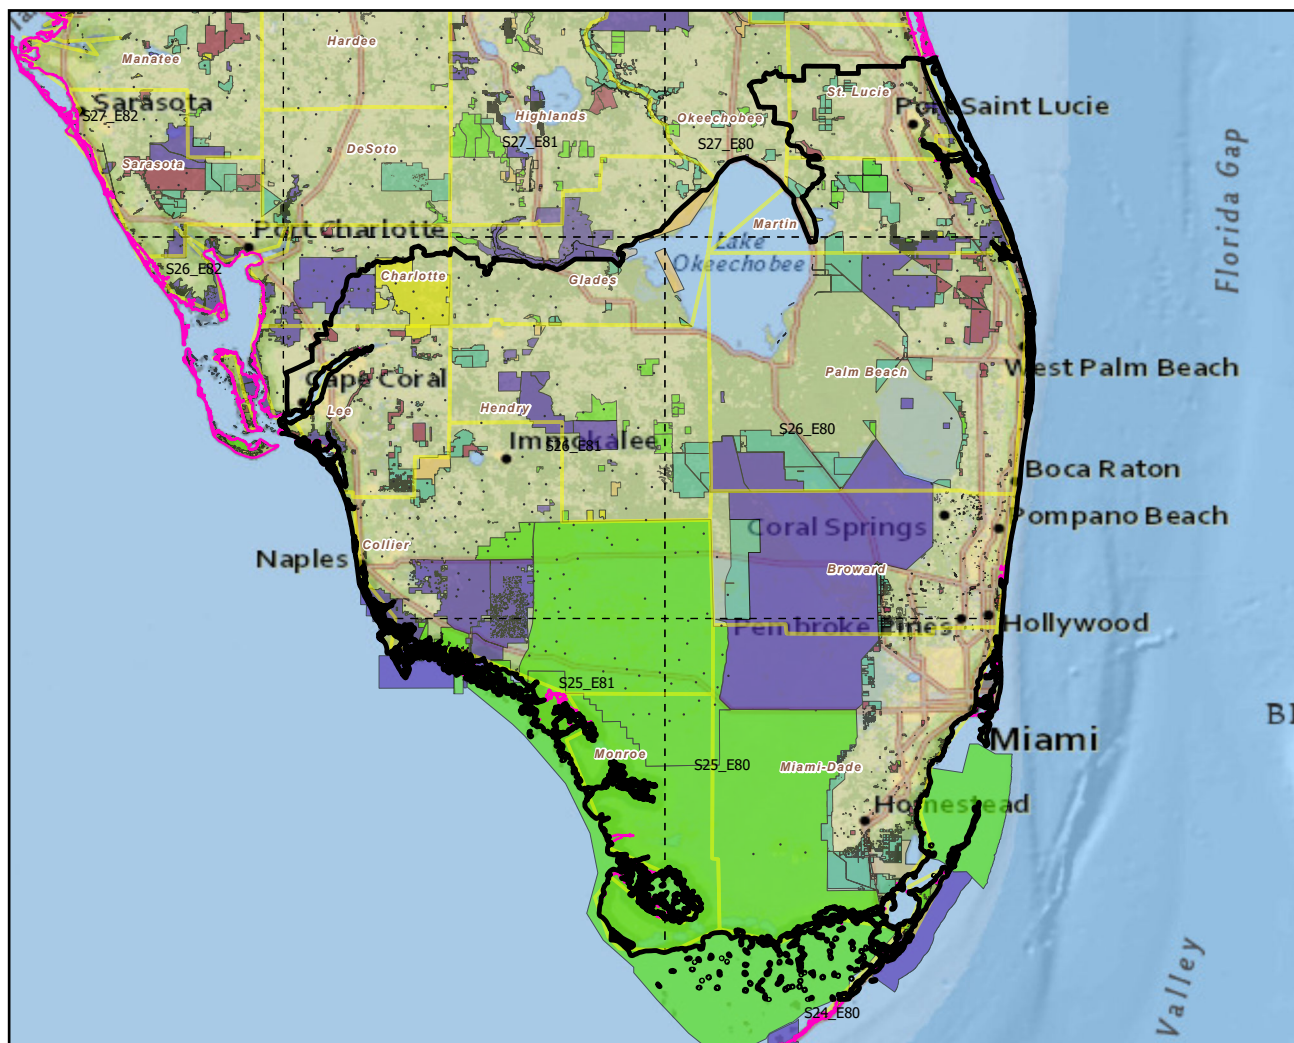 Hardee
Manatee
Sarasota
S27_E82
St. Lucie
Port Saint Lucie
Highlands
Okeechobee
S27_E81
S27_E80
DeSoto
Sarasota
Florida Gap
Port Charlotte
Martin
Lake
Okeechobee
S26_E82
Charlotte
Glades
West Palm Beach
Palm Beach
Cape Coral
Lee
Hendry
S26_E80
Immokalee
S26_E81
Boca Raton
Coral Springs
Pompano Beach
Collier
Naples
Broward
Pembroke Pines
Hollywood
S25_E81
Miami
Monroe
S25_E80
Miami-Dade
Homestead
Valley
S24_E80